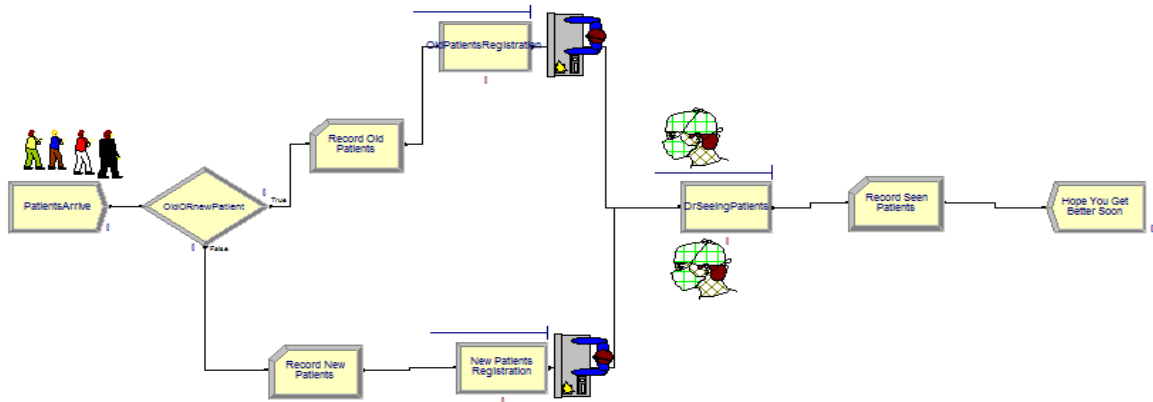 OldPatientsRegistration
Record Old
Patients
PatientsArrive
OldORnewPatient
True
False
DrSeeingPatients
Record Seen
Patients
Hope You Get
Better Soon
Record New
Patients
New Patients
Registration